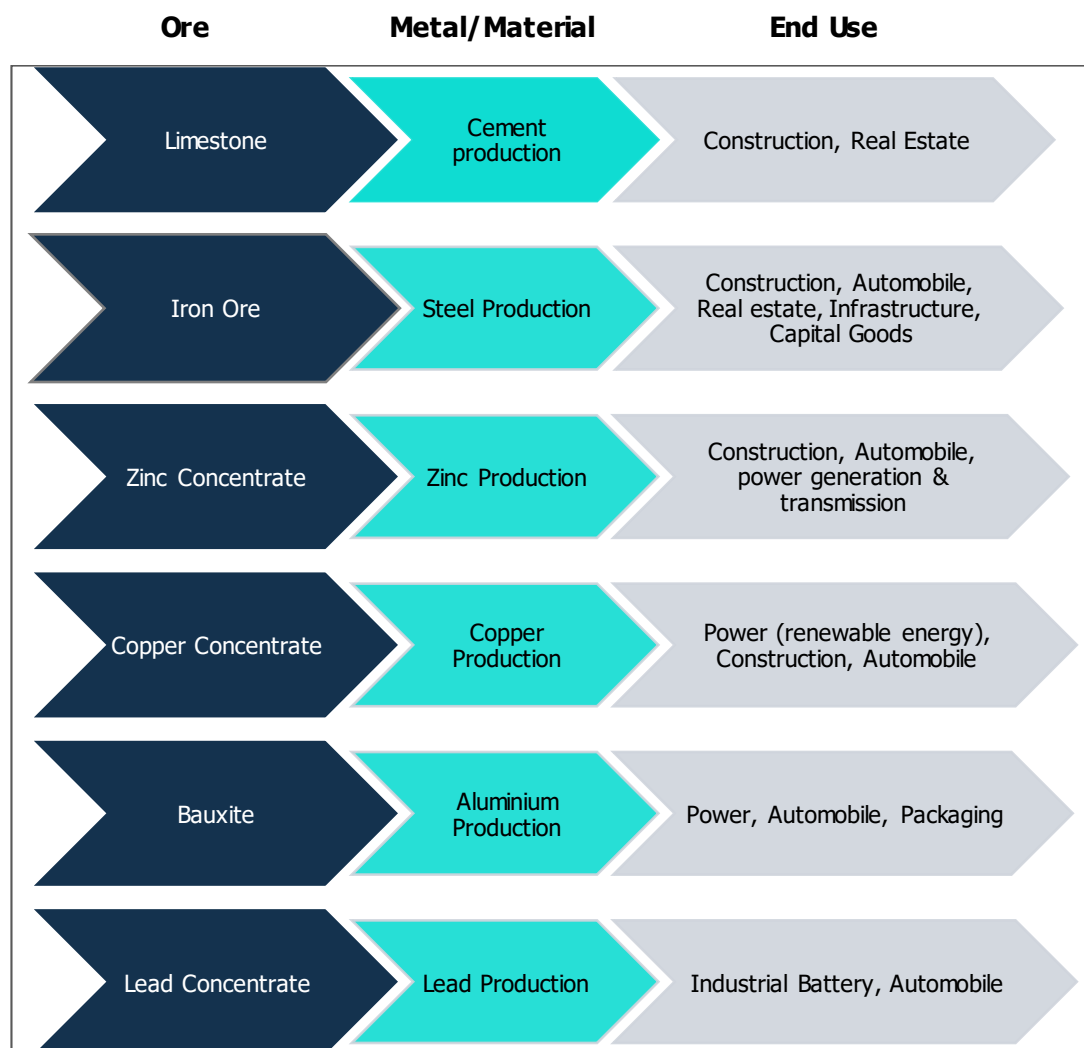 Ore Metal/Material End Use
Limestone
Cement
production
Construction, Real Estate
Iron Ore
Steel Production
Construction, Automobile,
Real estate, Infrastructure,
Capital Goods
Zinc Concentrate
Zinc Production
Construction, Automobile,
power generation &
transmission
Copper Concentrate
Copper
Production
Power (renewable energy),
Construction, Automobile
Bauxite
Aluminium
Production
Power, Automobile, Packaging
Lead Concentrate
Lead Production
Industrial Battery, Automobile